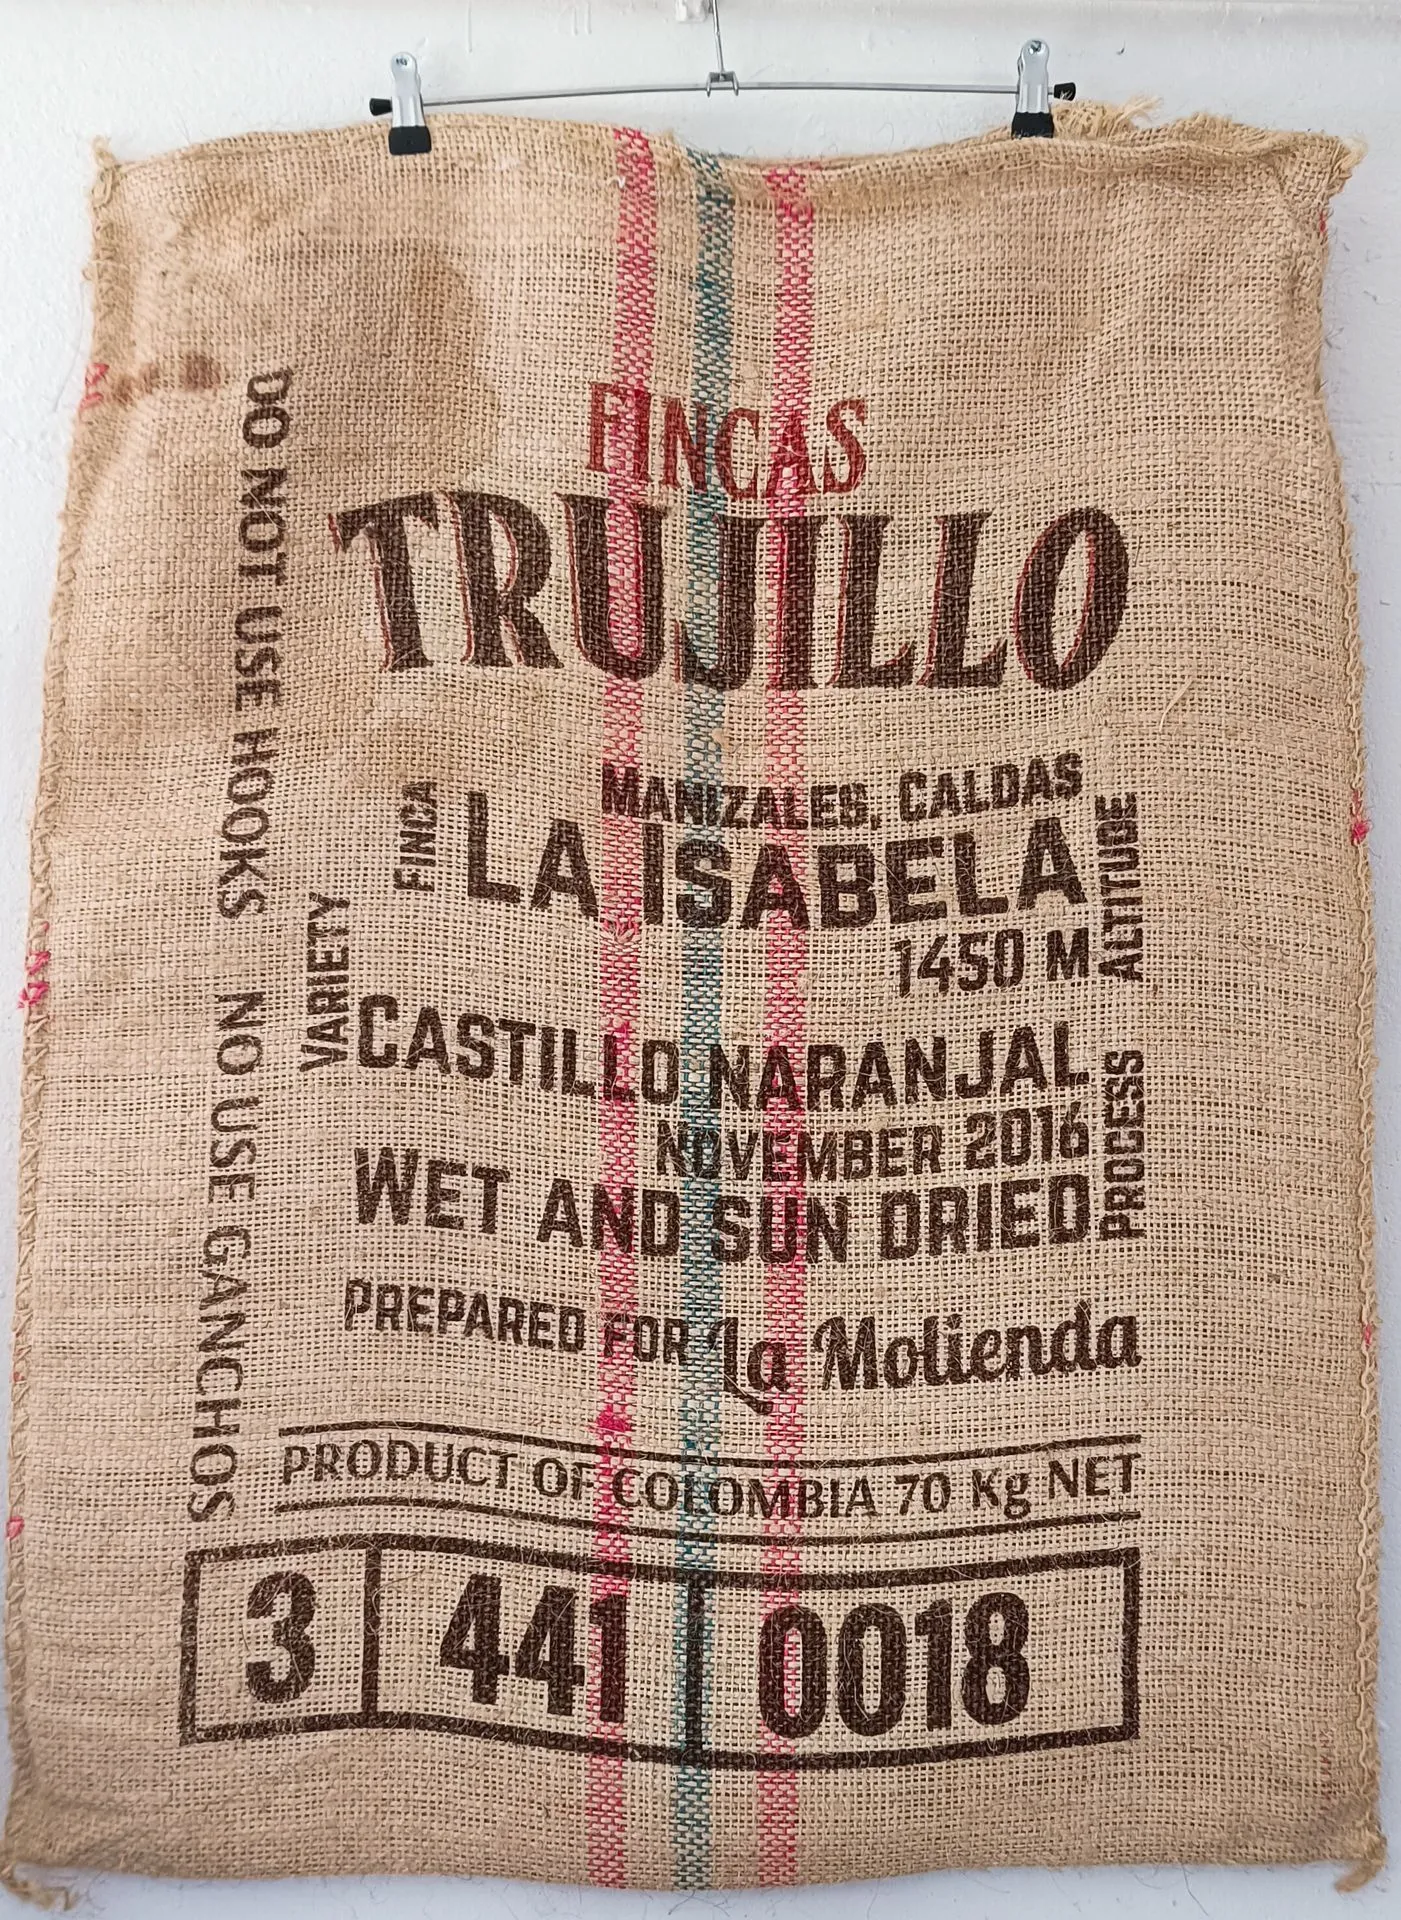 FINCAS
TRUJILLO
DO NOT USE HOOKS NO USE GANCHOS
MANIZALES, CALDAS
FINCA
LA ISABELA
1450 M
ALTITUDE
VARIETY
CASTILLO NARANJAL
NOVEMBER 2016
WET AND SUN DRIED
PROCESS
PREPARED FOR La Molienda
PRODUCT OF COLOMBIA 70 Kg NET
3 441 0018